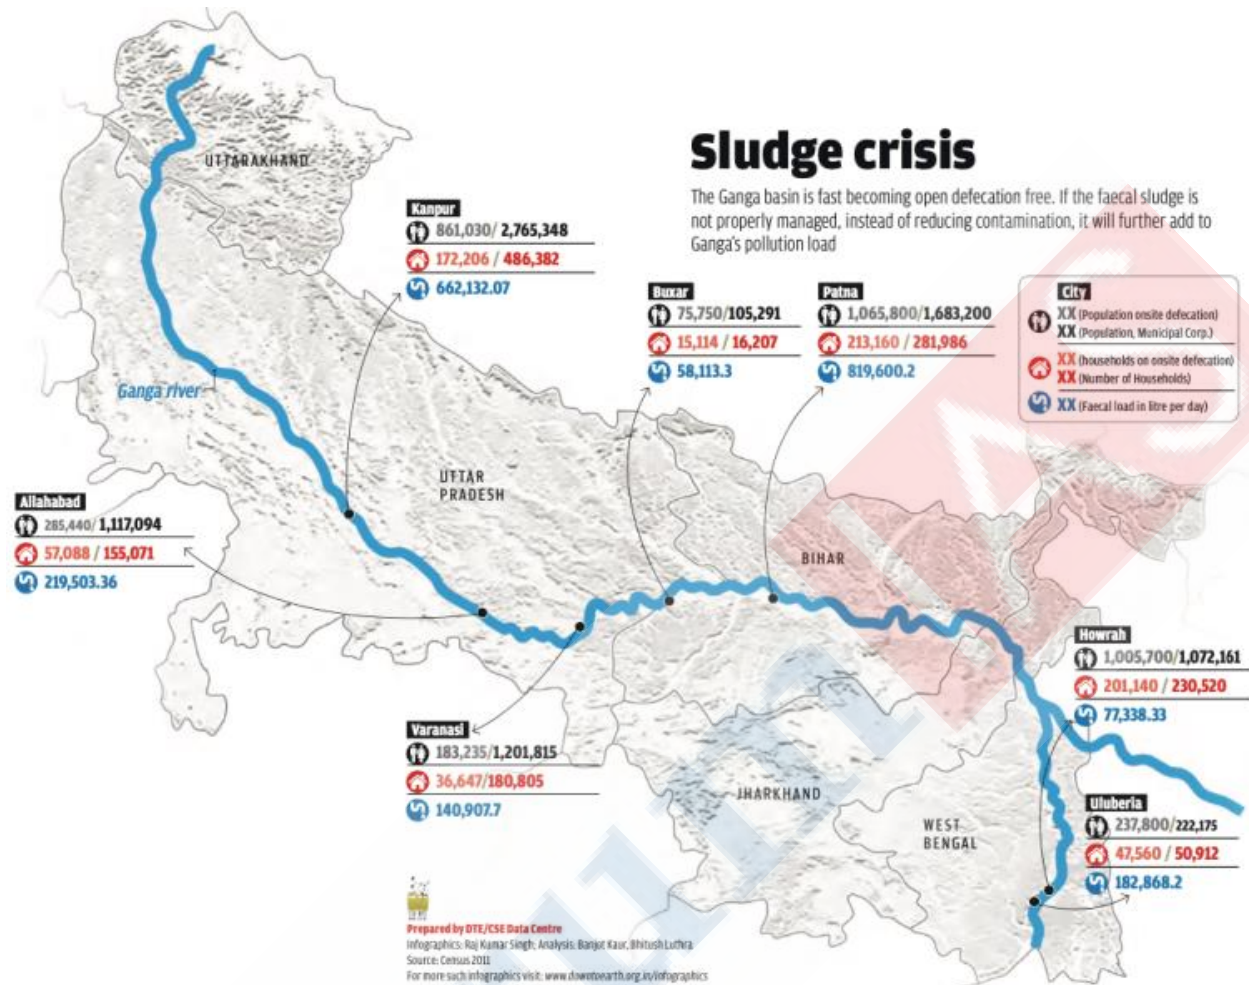 Sludge crisis
The Ganga basin is fast becoming open defecation free. If the faecal sludge is
not properly managed, instead of reducing contamination, it will further add to
Ganga's pollution load
UTTARAKHAND
Kanpur
861,030/ 2,765,348
172,206 / 486,382
662,132.07
Buxar
75,750/105,291
15,114 / 16,207
58,113.3
Patna
1,065,800/1,683,200
213,160 / 281,986
819,600.2
City
XX (Population onsite defecation)
XX (Population, Municipal Corp.)
XX (households on onsite defecation)
XX (Number of Households)
XX (Faecal load in litre per day)
Ganga river
UTTAR
PRADESH
Allahabad
285,440/ 1,117,094
57,088 / 155,071
219,503.36
BIHAR
Howrah
1,005,700/1,072,161
201,140 / 230,520
77,338.33
Varanasi
183,235/1,201,815
36,647/180,805
140,907.7
JHARKHAND
WEST
BENGAL
Uluberia
237,800/222,175
47,560 / 50,912
182,868.2
Prepared by DTE/CSE Data Centre
Infographics: Raj Kumar Singh; Analysis: Banjot Kaur, Bhitush Luthra
Source: Census 2011
For more such infographics visit: www.downtoearth.org.in/infographics